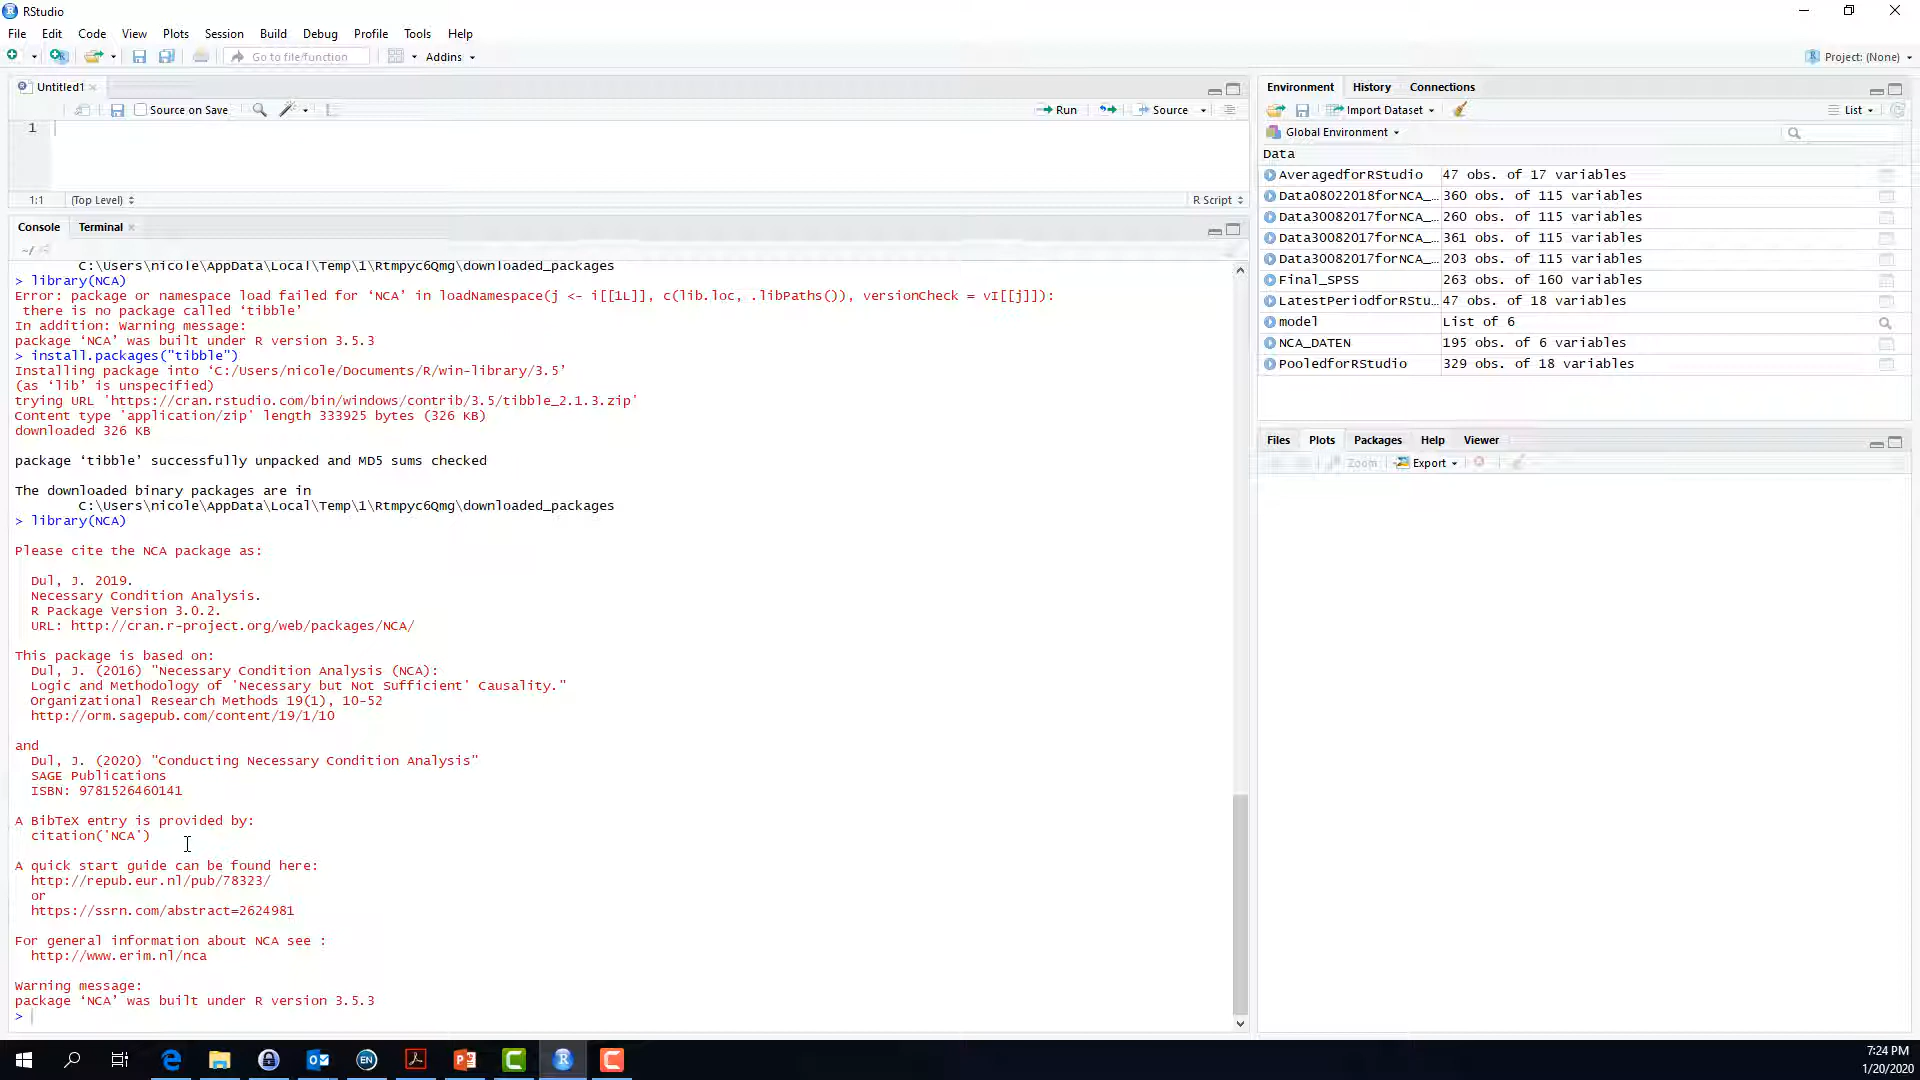 RStudio
File Edit Code View Plots Session Build Debug Profile Tools Help
Go to file/function Addins Project: (None)
Untitled1
Source on Save Run Source
1
1:1 (Top Level) R Script
Console Terminal
~/
C:\Users\nicole\AppData\Local\Temp\1\Rtmpyc6Qmg\downloaded_packages
> library(NCA)
Error: package or namespace load failed for ‘NCA’ in loadNamespace(j <- i[[1L]], c(lib.loc, .libPaths()), versionCheck = vI[[j]]):
there is no package called ‘tibble’
In addition: Warning message:
package ‘NCA’ was built under R version 3.5.3
> install.packages("tibble")
Installing package into ‘C:/Users/nicole/Documents/R/win-library/3.5’
(as ‘lib’ is unspecified)
trying URL 'https://cran.rstudio.com/bin/windows/contrib/3.5/tibble_2.1.3.zip'
Content type 'application/zip' length 333925 bytes (326 KB)
downloaded 326 KB
package ‘tibble’ successfully unpacked and MD5 sums checked
The downloaded binary packages are in
C:\Users\nicole\AppData\Local\Temp\1\Rtmpyc6Qmg\downloaded_packages
> library(NCA)
Please cite the NCA package as:
Dul, J. 2019.
Necessary Condition Analysis.
R Package Version 3.0.2.
URL: http://cran.r-project.org/web/packages/NCA/
This package is based on:
Dul, J. (2016) "Necessary Condition Analysis (NCA):
Logic and Methodology of 'Necessary but Not Sufficient' Causality."
Organizational Research Methods 19(1), 10-52
http://orm.sagepub.com/content/19/1/10
and
Dul, J. (2020) "Conducting Necessary Condition Analysis"
SAGE Publications
ISBN: 9781526460141
A BibTeX entry is provided by:
citation('NCA')
A quick start guide can be found here:
http://repub.eur.nl/pub/78323/
or
https://ssrn.com/abstract=2624981
For general information about NCA see :
http://www.erim.nl/nca
Warning message:
package ‘NCA’ was built under R version 3.5.3
>
Environment History Connections
Import Dataset List
Global Environment
Data
AveragedforRStudio 47 obs. of 17 variables
Data08022018forNCA_… 360 obs. of 115 variables
Data30082017forNCA_… 260 obs. of 115 variables
Data30082017forNCA_… 361 obs. of 115 variables
Data30082017forNCA_… 203 obs. of 115 variables
Final_SPSS 263 obs. of 160 variables
LatestPeriodforRStu… 47 obs. of 18 variables
model List of 6
NCA_DATEN 195 obs. of 6 variables
PooledforRStudio 329 obs. of 18 variables
Files Plots Packages Help Viewer
Zoom Export
EN
7:24 PM
1/20/2020